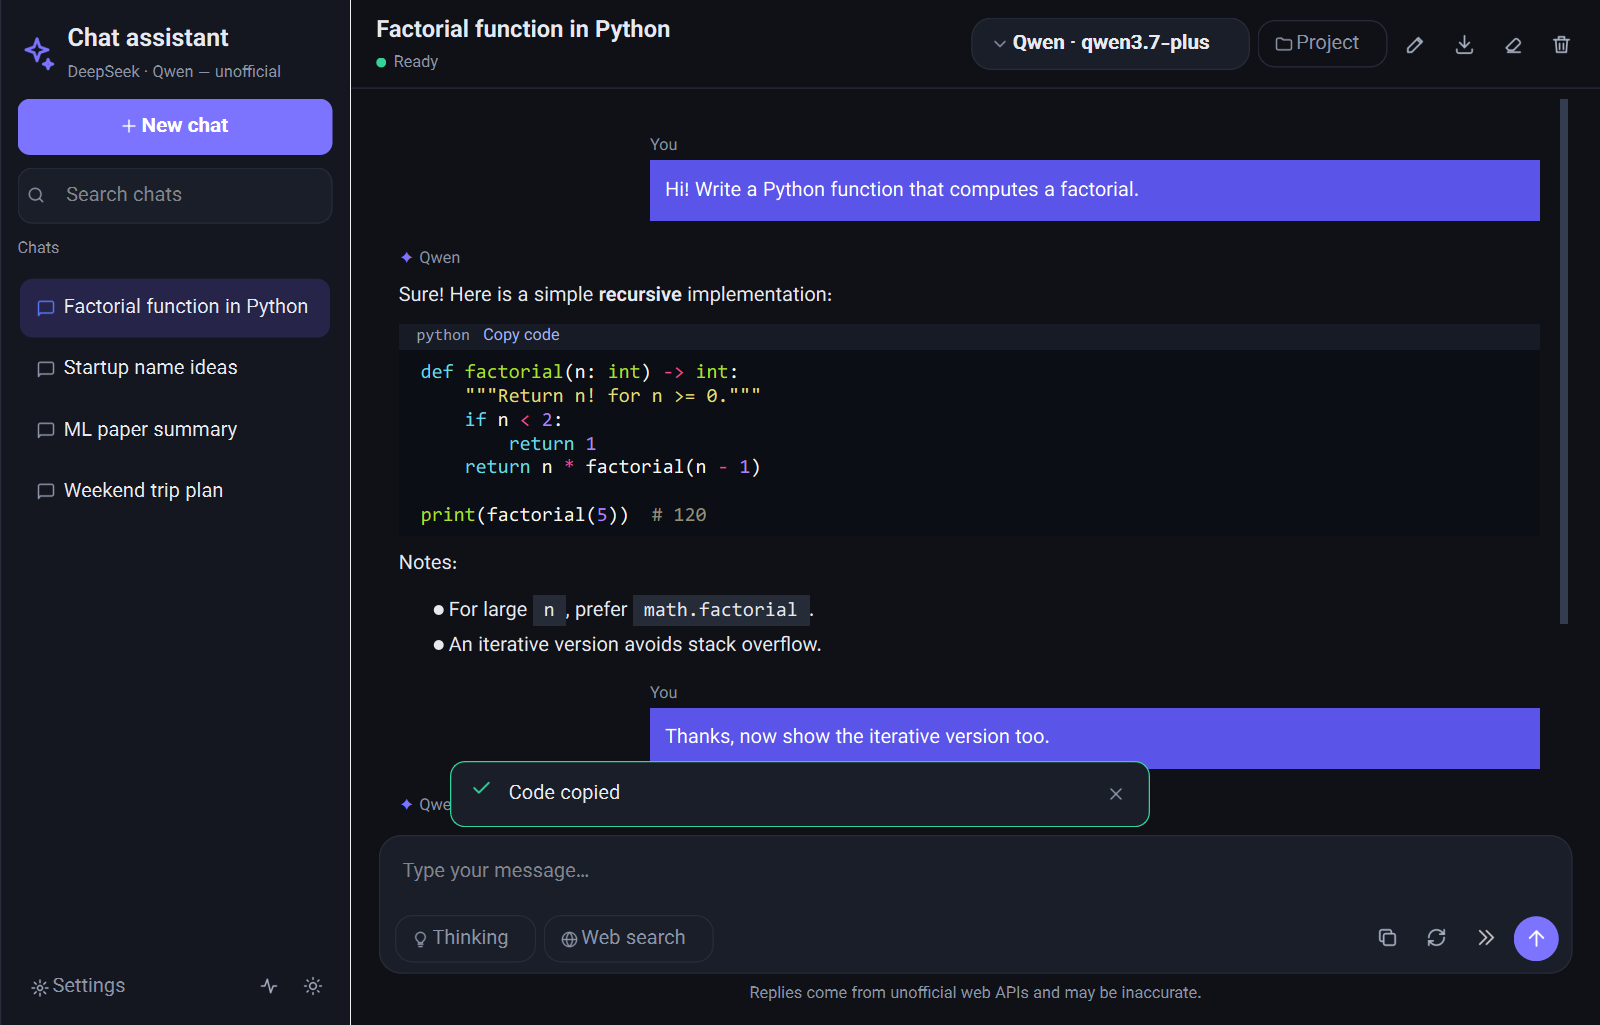 Chat assistant
DeepSeek · Qwen — unofficial
+ New chat
Search chats
Chats
Factorial function in Python
Startup name ideas
ML paper summary
Weekend trip plan
Settings
Factorial function in Python
Ready
Qwen · qwen3.7-plus
Project
You
Hi! Write a Python function that computes a factorial.
Qwen
Sure! Here is a simple recursive implementation:
python Copy code
def factorial(n: int) -> int:
    """Return n! for n >= 0."""
    if n < 2:
        return 1
    return n * factorial(n - 1)
print(factorial(5))  # 120
Notes:
● For large n, prefer math.factorial.
● An iterative version avoids stack overflow.
You
Thanks, now show the iterative version too.
Qwe
Code copied
Type your message…
Thinking
Web search
Replies come from unofficial web APIs and may be inaccurate.